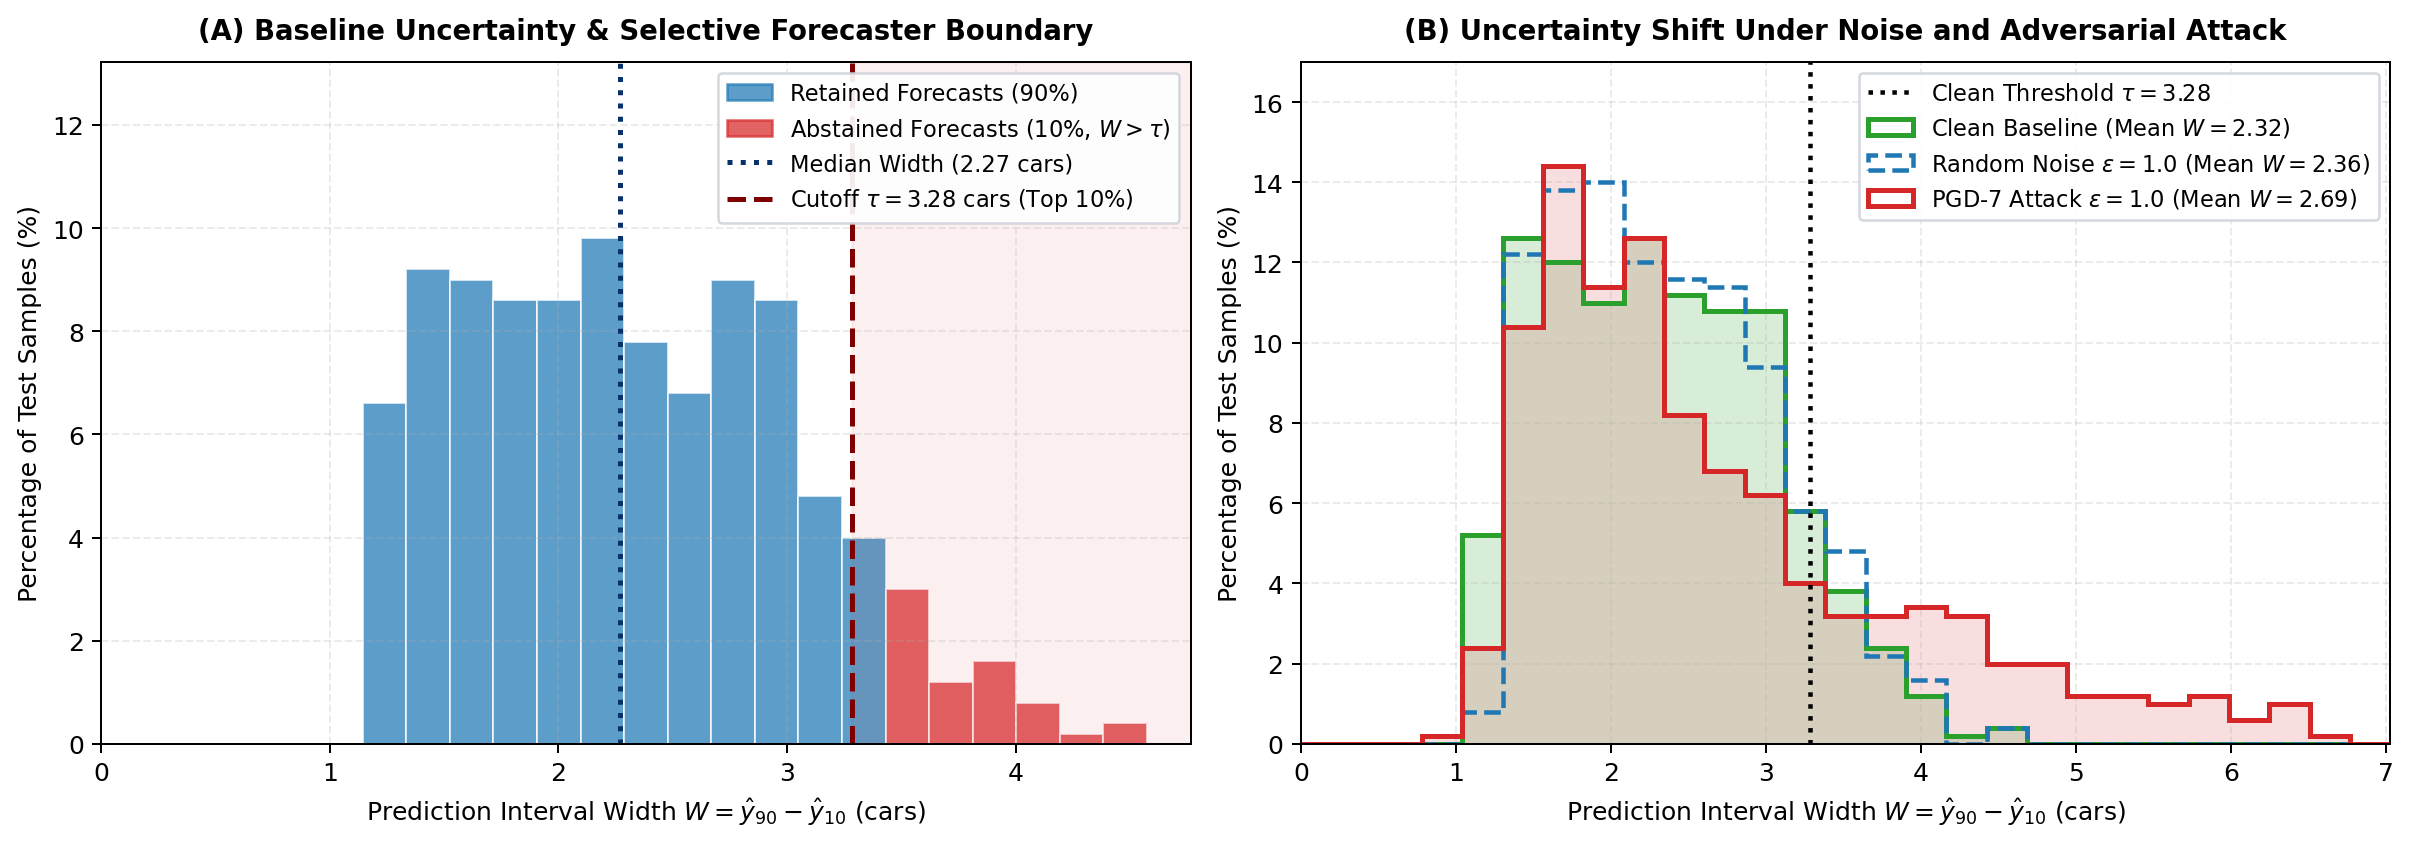 (A) Baseline Uncertainty & Selective Forecaster Boundary
Retained Forecasts (90%)
Abstained Forecasts (10%, W > τ)
Median Width (2.27 cars)
Cutoff τ = 3.28 cars (Top 10%)
Percentage of Test Samples (%)
12
10
8
6
4
2
0
0 1 2 3 4
Prediction Interval Width W = ŷ₉₀ − ŷ₁₀ (cars)
(B) Uncertainty Shift Under Noise and Adversarial Attack
Clean Threshold τ = 3.28
Clean Baseline (Mean W = 2.32)
Random Noise ε = 1.0 (Mean W = 2.36)
PGD-7 Attack ε = 1.0 (Mean W = 2.69)
Percentage of Test Samples (%)
16
14
12
10
8
6
4
2
0
0 1 2 3 4 5 6 7
Prediction Interval Width W = ŷ₉₀ − ŷ₁₀ (cars)